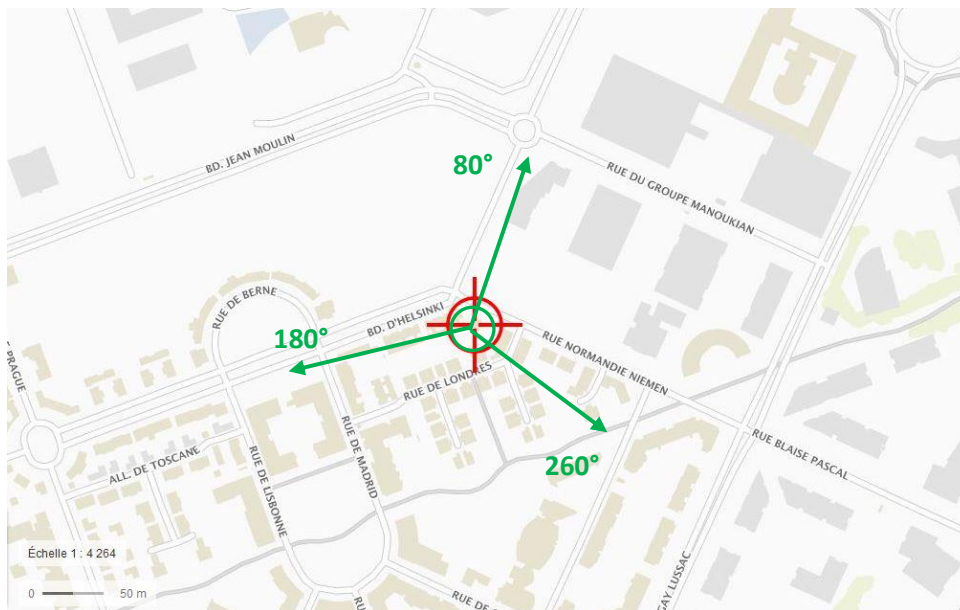 BD. JEAN MOULIN
80°
RUE DU GROUPE MANOUKIAN
RUE DE BERNE
BD. D'HELSINKI
180°
RUE NORMANDIE NIEMEN
PRAGUE
RUE DE LONDRES
RUE BLAISE PASCAL
ALL. DE TOSCANE
RUE DE LISBONNE
RUE DE MADRID
260°
Échelle 1 : 4 264
0 50 m
RUE DE
GAY LUSSAC